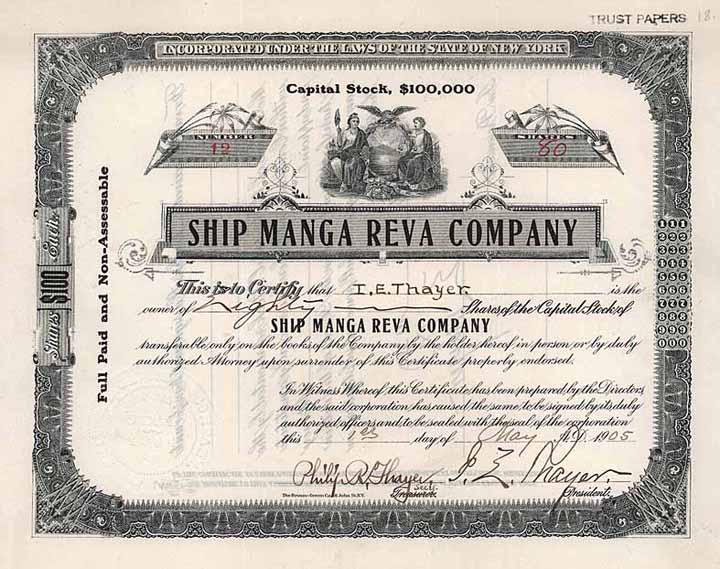 TRUST PAPERS 18.
INCORPORATED UNDER THE LAWS OF THE STATE OF NEW YORK
Capital Stock, $100,000
NUMBER
12
SHARES
80
SHIP MANGA REVA COMPANY
Full Paid and Non-Assessable
Shares $100 Each
This is to Certify that I.E. Thayer is the
owner of Eighty Shares of the Capital Stock of
SHIP MANGA REVA COMPANY
transferable only on the books of the Company by the holder hereof in person or by duly
authorized Attorney upon surrender of this Certificate properly endorsed.
In Witness Whereof, this Certificate has been prepared by the Directors
and the said corporation has caused the same to be signed by its duly
authorized officers and to be sealed with the seal of the corporation
this 1st day of May A.D. 1905
Philip R. Thayer I. E. Thayer
Secty.
Treasurer. President.